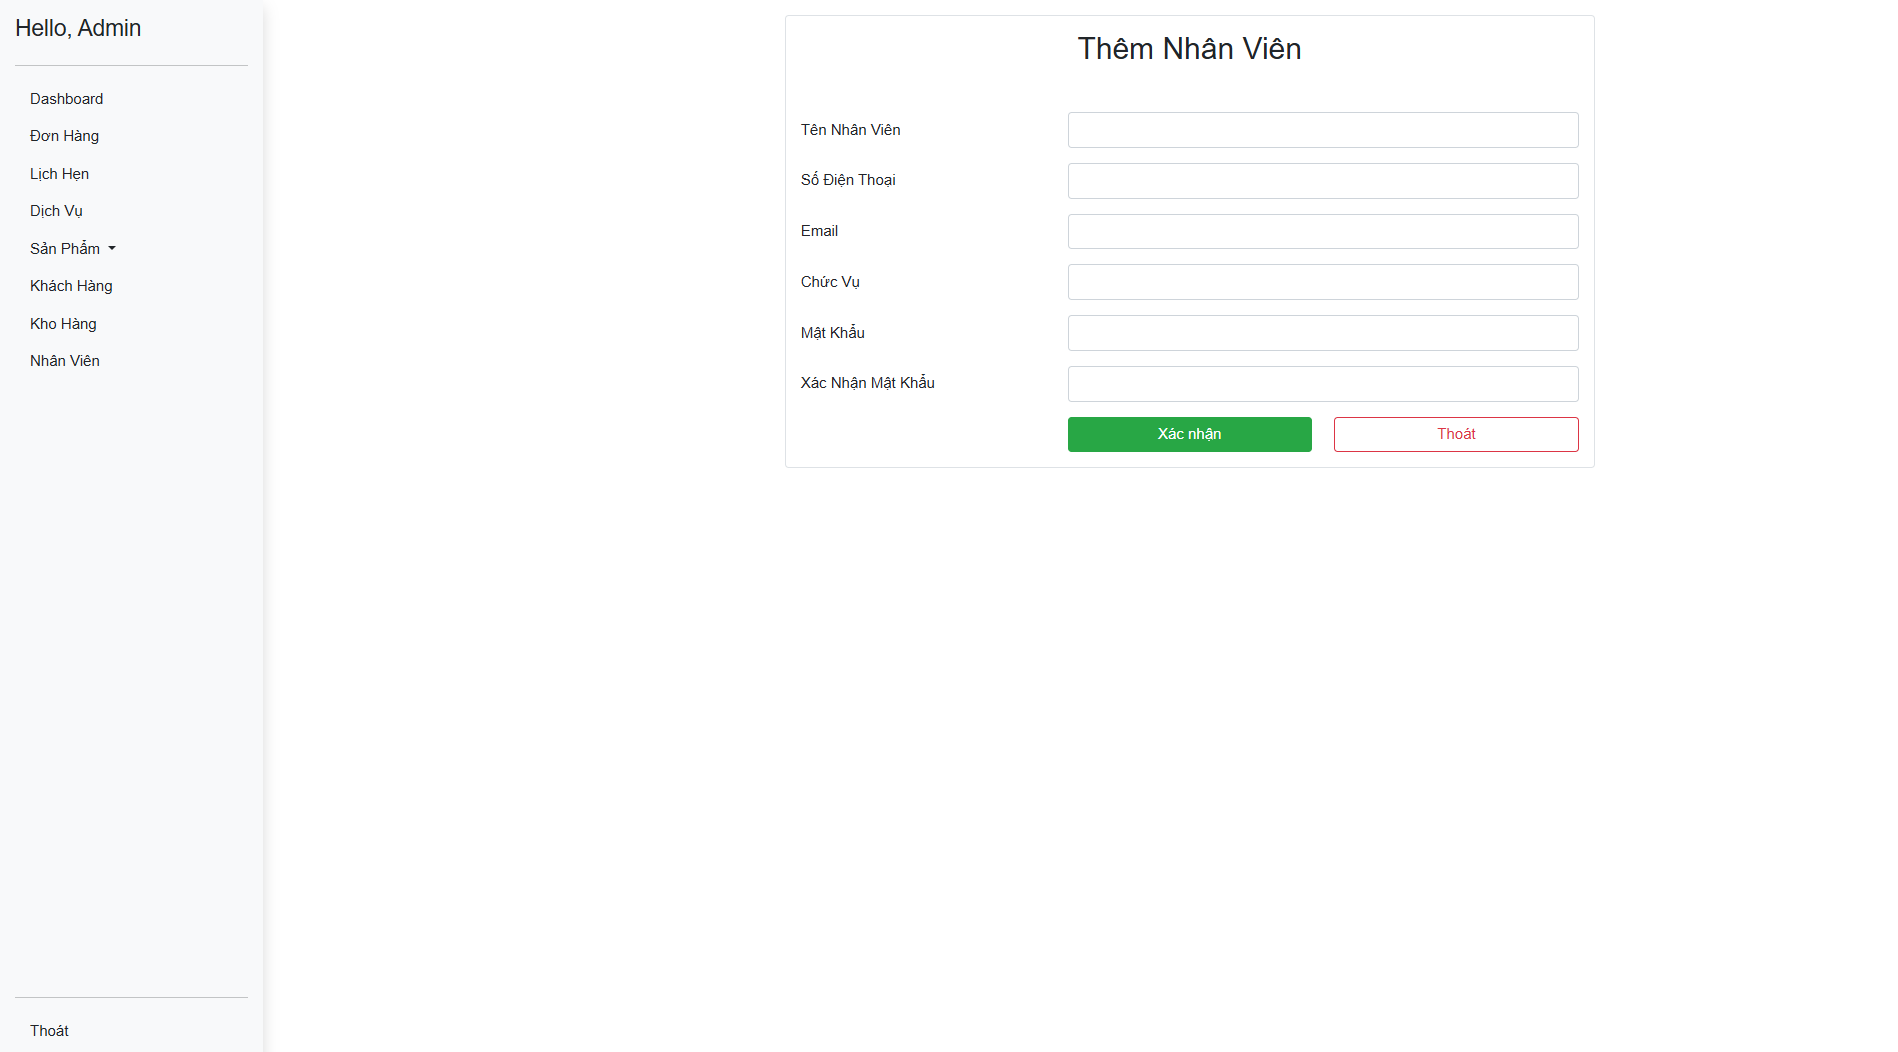 Hello, Admin
Dashboard
Đơn Hàng
Lịch Hẹn
Dịch Vụ
Sản Phẩm
Khách Hàng
Kho Hàng
Nhân Viên
Thoát
Thêm Nhân Viên
Tên Nhân Viên
Số Điện Thoại
Email
Chức Vụ
Mật Khẩu
Xác Nhận Mật Khẩu
Xác nhận
Thoát